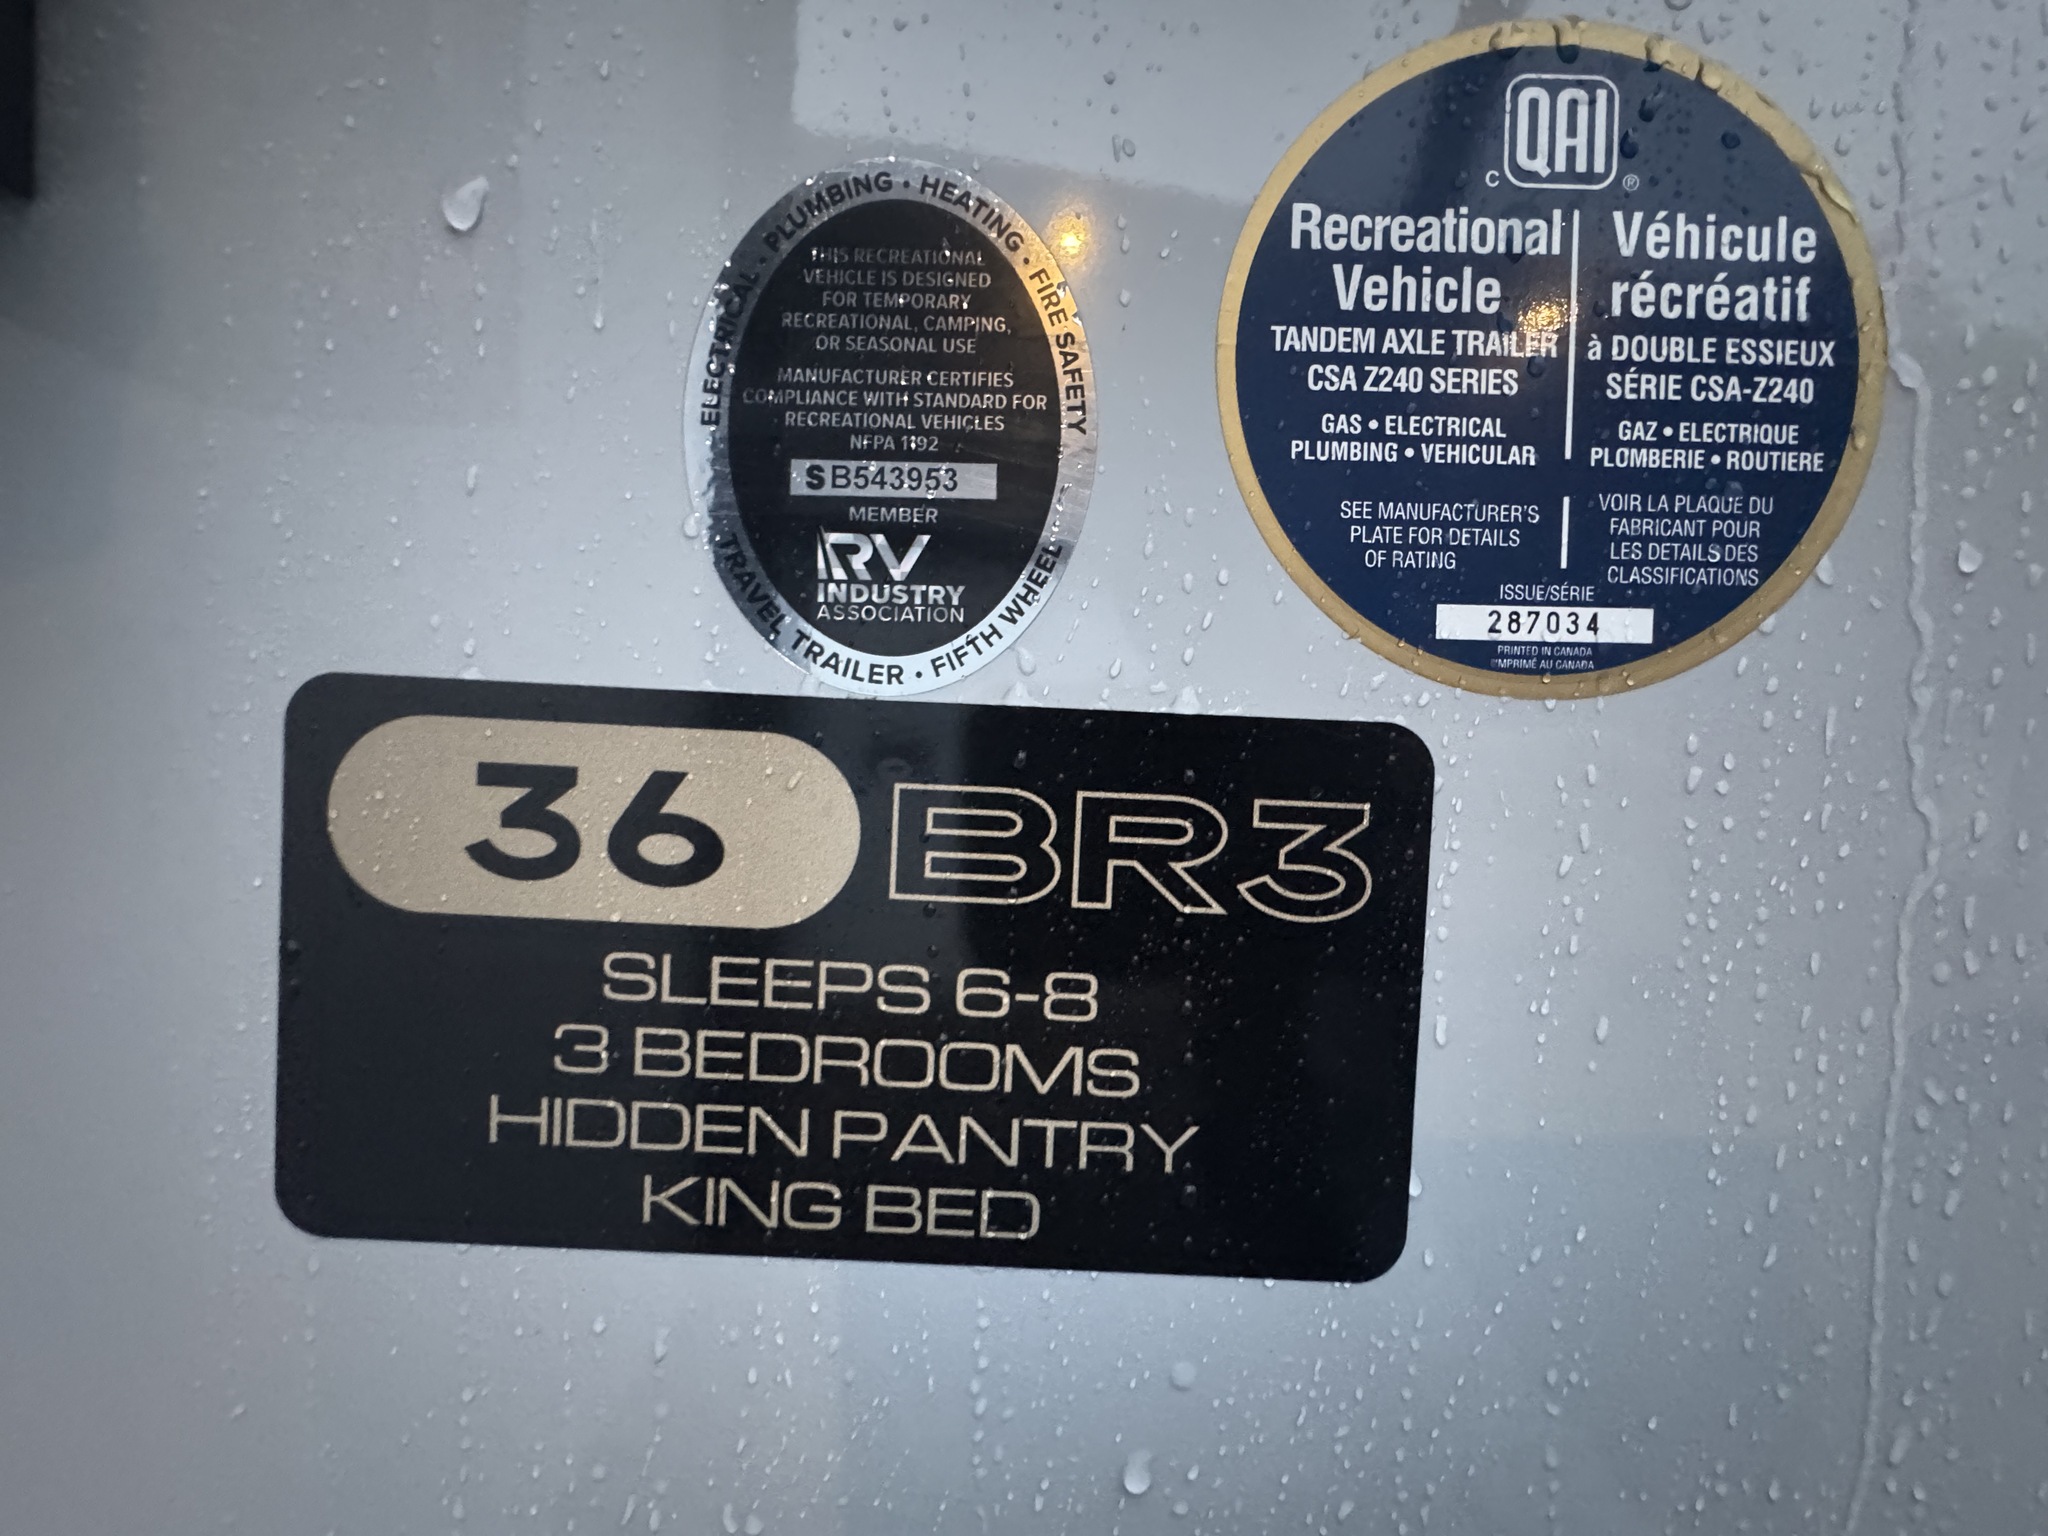 ELECTRICAL • PLUMBING • HEATING • FIRE SAFETY
THIS RECREATIONAL
VEHICLE IS DESIGNED
FOR TEMPORARY
RECREATIONAL, CAMPING,
OR SEASONAL USE
MANUFACTURER CERTIFIES
COMPLIANCE WITH STANDARD FOR
RECREATIONAL VEHICLES
NFPA 1192
SB543953
MEMBER
RV
INDUSTRY
ASSOCIATION
TRAVEL TRAILER • FIFTH WHEEL
C QAI ®
Recreational
Vehicle
TANDEM AXLE TRAILER
CSA Z240 SERIES
GAS • ELECTRICAL
PLUMBING • VEHICULAR
SEE MANUFACTURER'S
PLATE FOR DETAILS
OF RATING
Véhicule
récréatif
à DOUBLE ESSIEUX
SÉRIE CSA-Z240
GAZ • ELECTRIQUE
PLOMBERIE • ROUTIERE
VOIR LA PLAQUE DU
FABRICANT POUR
LES DETAILS DES
CLASSIFICATIONS
ISSUE/SÉRIE
287034
PRINTED IN CANADA
IMPRIMÉ AU CANADA
36 BR3
SLEEPS 6-8
3 BEDROOMS
HIDDEN PANTRY
KING BED